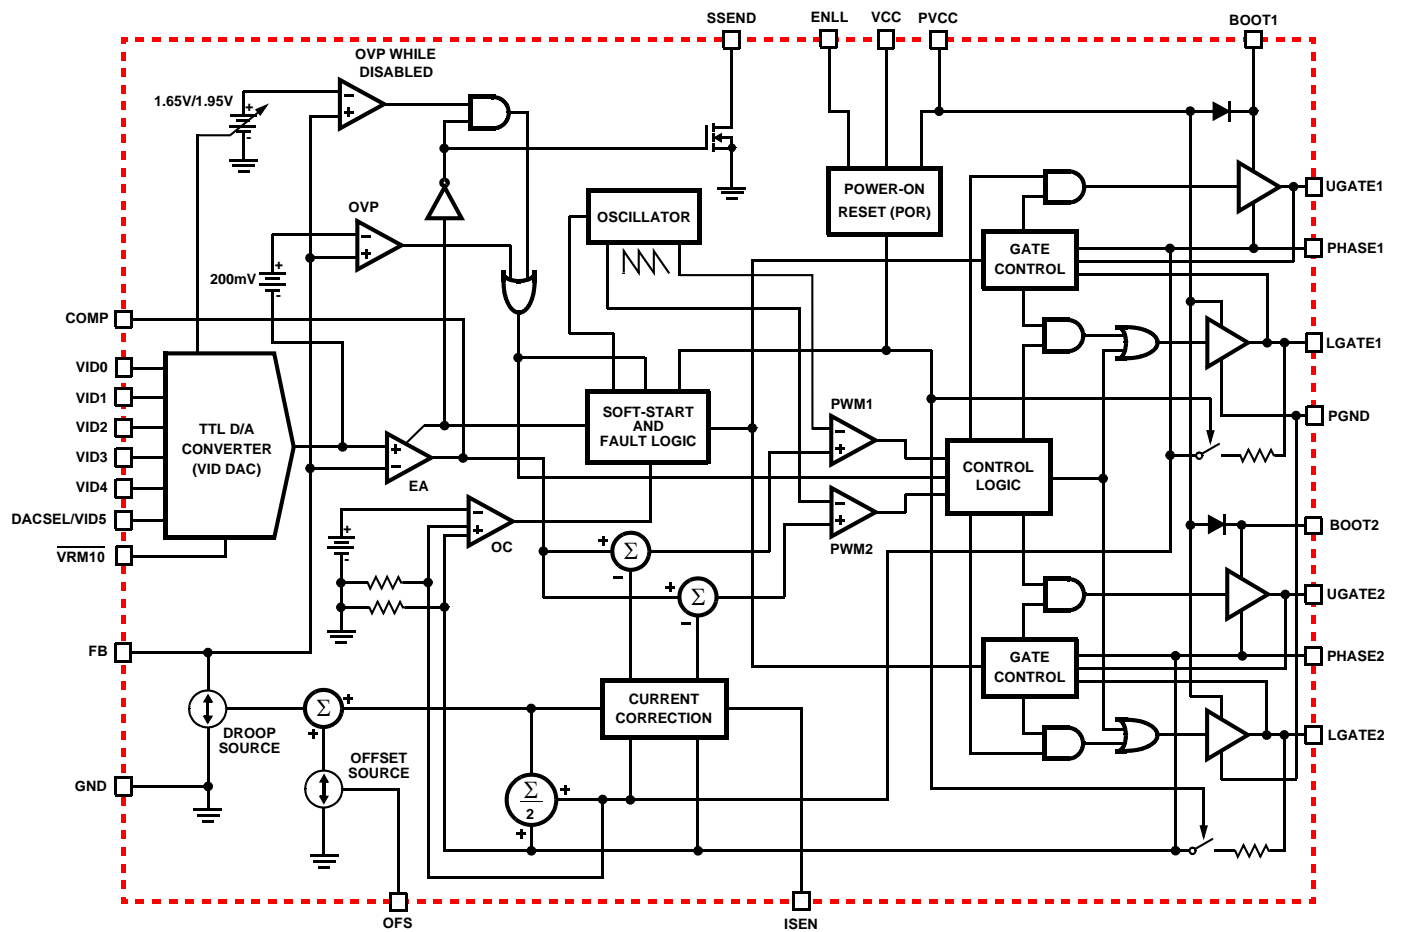 SSEND
ENLL
VCC
PVCC
BOOT1
OVP WHILE
DISABLED
1.65V/1.95V
+
-
−
+
UGATE1
POWER-ON
RESET (POR)
OSCILLATOR
OVP
−
+
PHASE1
GATE
CONTROL
200mV
+
-
COMP
LGATE1
VID0
VID1
VID2
VID3
VID4
DACSEL/VID5
VRM10
TTL D/A
CONVERTER
(VID DAC)
+
−
EA
SOFT-START
AND
FAULT LOGIC
PWM1
−
+
PGND
CONTROL
LOGIC
−
+
OC
+
-
−
+
PWM2
BOOT2
+
Σ
−
+
Σ
−
UGATE2
FB
GATE
CONTROL
PHASE2
CURRENT
CORRECTION
DROOP
SOURCE
Σ
+
+
OFFSET
SOURCE
LGATE2
GND
Σ
2
+
+
OFS
ISEN